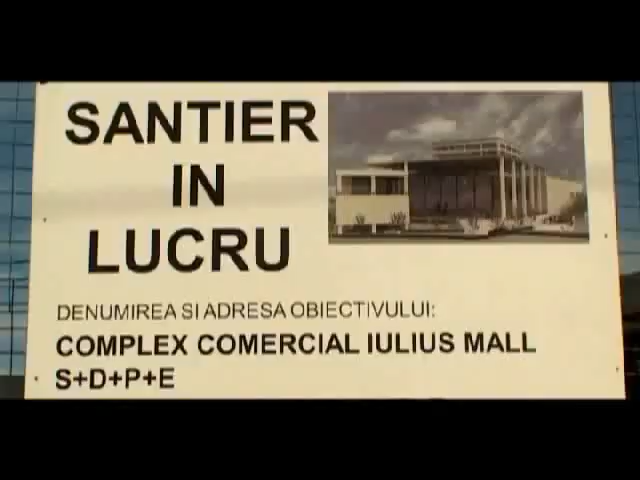 SANTIER
IN
LUCRU
DENUMIREA SI ADRESA OBIECTIVULUI:
COMPLEX COMERCIAL IULIUS MALL
S+D+P+E